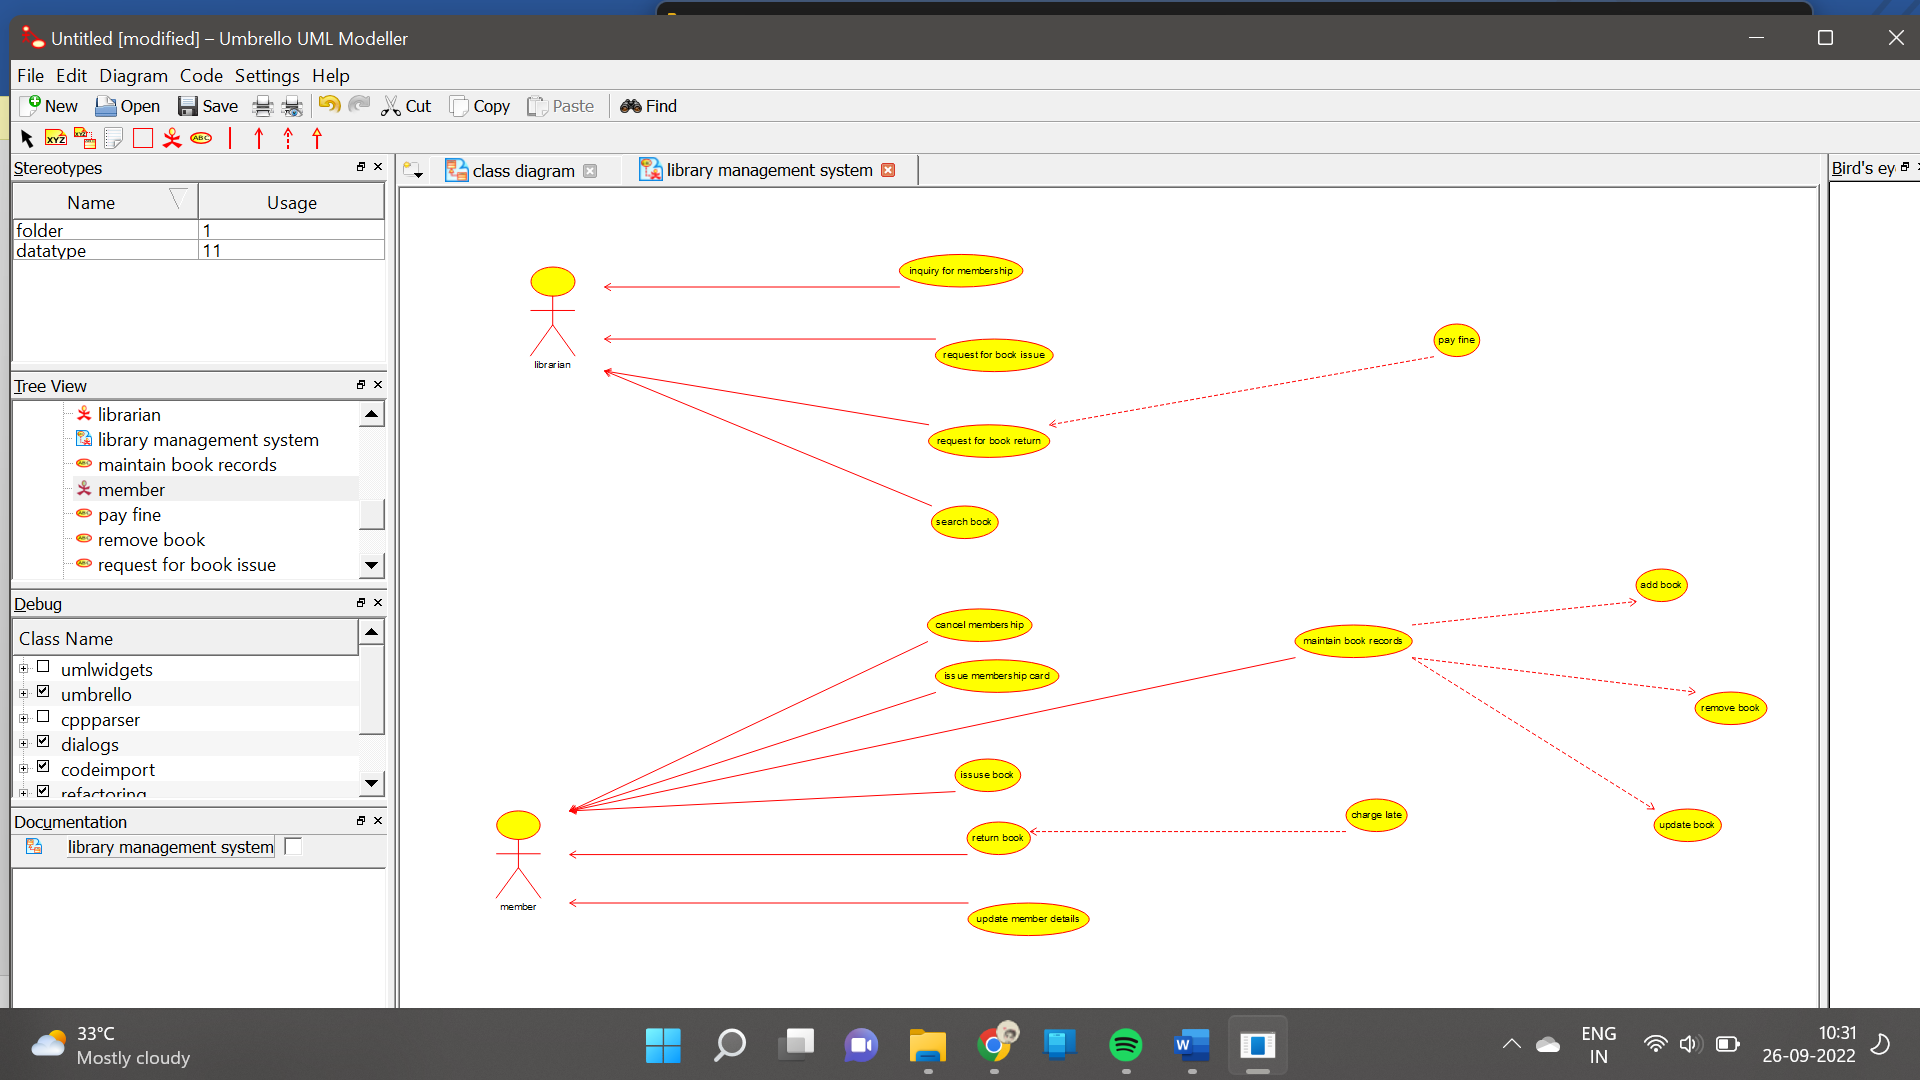 Untitled [modified] – Umbrello UML Modeller
File Edit Diagram Code Settings Help
New Open Save Cut Copy Paste Find
XYZ XYZ ABC
Stereotypes
Name Usage
folder 1
datatype 11
Tree View
librarian
library management system
maintain book records
member
pay fine
remove book
request for book issue
Debug
Class Name
umlwidgets
umbrello
cppparser
dialogs
codeimport
refactoring
Documentation
library management system
class diagram
library management system
Bird's ey
inquiry for membership
librarian
request for book issue
pay fine
request for book return
search book
add book
cancel membership
maintain book records
issue membership card
remove book
issuse book
charge late
update book
return book
member
update member details
33°C
Mostly cloudy
W
ENG
IN
10:31
26-09-2022